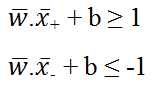 w̅.x̅₊ + b ≥ 1
w̅.x̅₋ + b ≤ -1